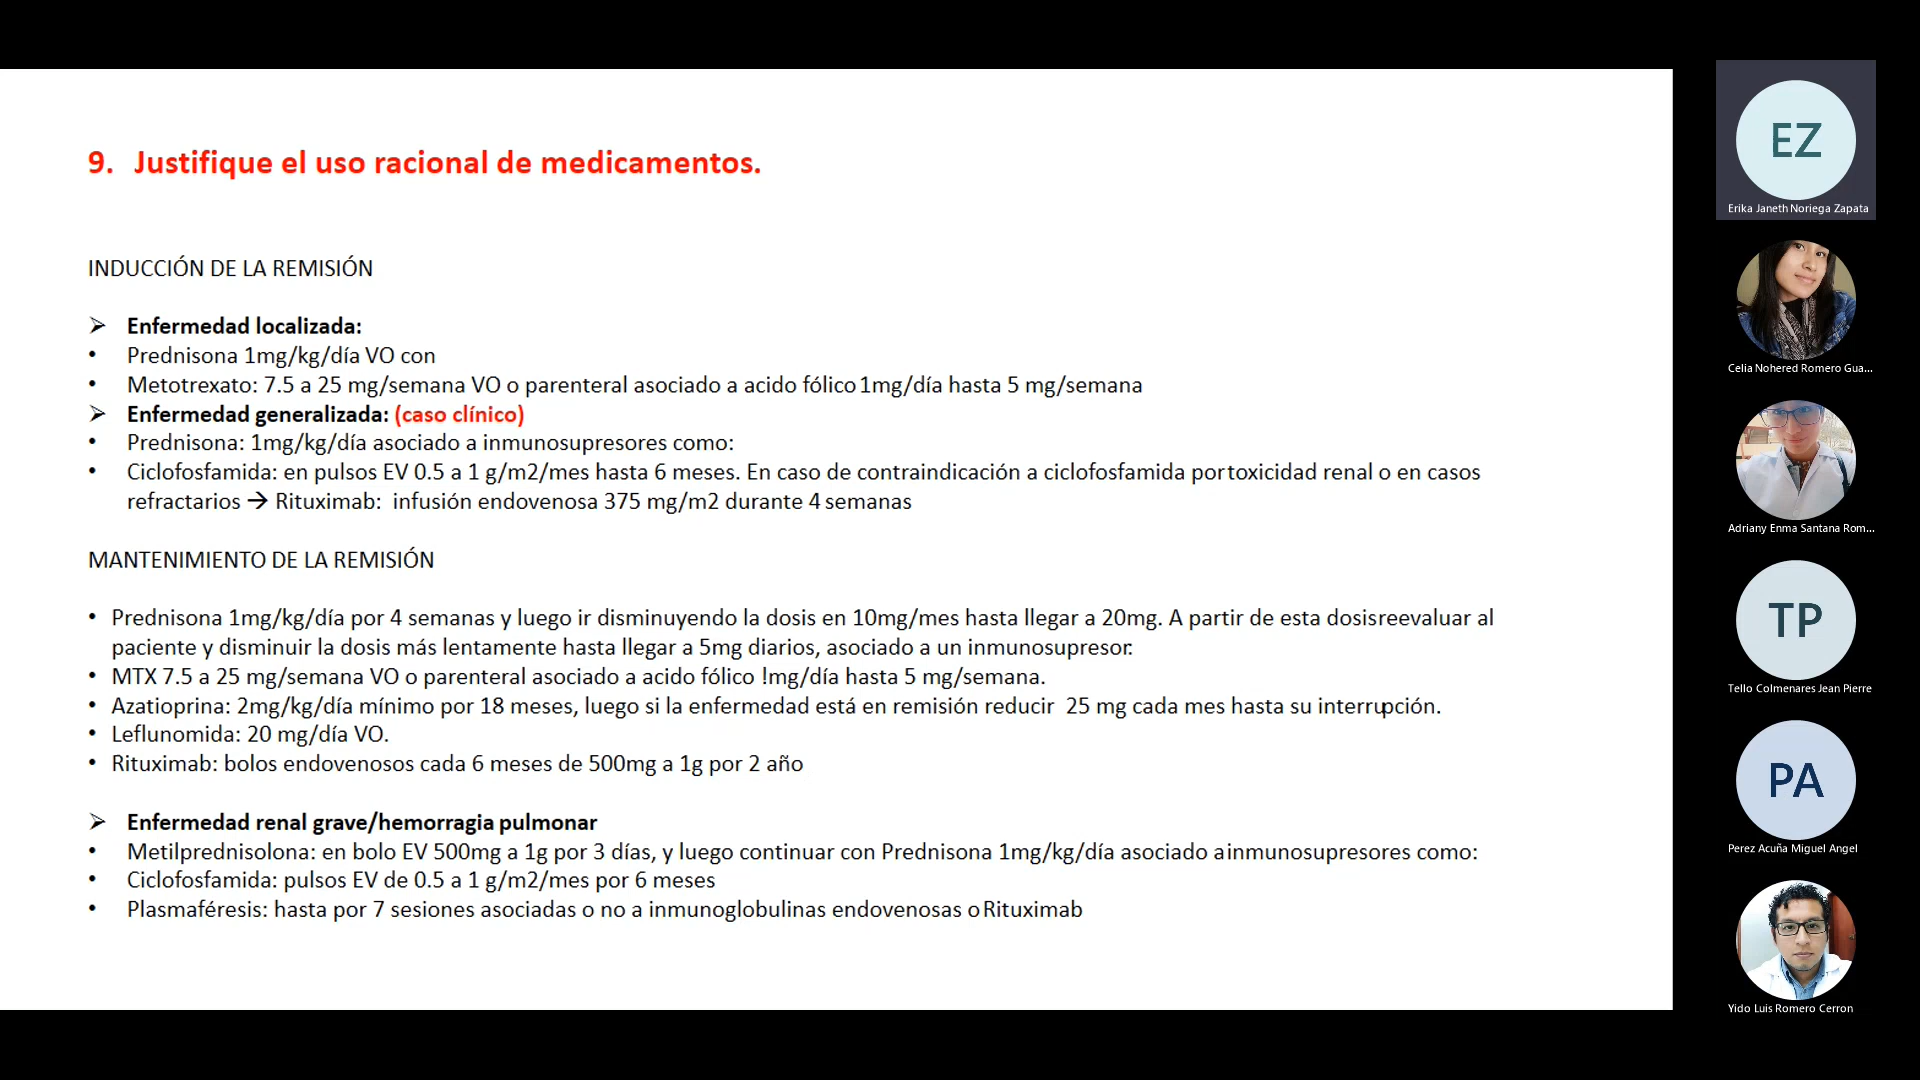 9. Justifique el uso racional de medicamentos.
INDUCCIÓN DE LA REMISIÓN
➢ Enfermedad localizada:
• Prednisona 1mg/kg/día VO con
• Metotrexato: 7.5 a 25 mg/semana VO o parenteral asociado a acido fólico 1mg/día hasta 5 mg/semana
➢ Enfermedad generalizada: (caso clínico)
• Prednisona: 1mg/kg/día asociado a inmunosupresores como:
• Ciclofosfamida: en pulsos EV 0.5 a 1 g/m2/mes hasta 6 meses. En caso de contraindicación a ciclofosfamida por toxicidad renal o en casos
refractarios → Rituximab: infusión endovenosa 375 mg/m2 durante 4 semanas
MANTENIMIENTO DE LA REMISIÓN
• Prednisona 1mg/kg/día por 4 semanas y luego ir disminuyendo la dosis en 10mg/mes hasta llegar a 20mg. A partir de esta dosis reevaluar al
paciente y disminuir la dosis más lentamente hasta llegar a 5mg diarios, asociado a un inmunosupresor:
• MTX 7.5 a 25 mg/semana VO o parenteral asociado a acido fólico !mg/día hasta 5 mg/semana.
• Azatioprina: 2mg/kg/día mínimo por 18 meses, luego si la enfermedad está en remisión reducir 25 mg cada mes hasta su interrupción.
• Leflunomida: 20 mg/día VO.
• Rituximab: bolos endovenosos cada 6 meses de 500mg a 1g por 2 año
➢ Enfermedad renal grave/hemorragia pulmonar
• Metilprednisolona: en bolo EV 500mg a 1g por 3 días, y luego continuar con Prednisona 1mg/kg/día asociado a inmunosupresores como:
• Ciclofosfamida: pulsos EV de 0.5 a 1 g/m2/mes por 6 meses
• Plasmaféresis: hasta por 7 sesiones asociadas o no a inmunoglobulinas endovenosas o Rituximab
EZ
Erika Janeth Noriega Zapata
Celia Nohered Romero Gua...
Adriany Enma Santana Rom...
TP
Tello Colmenares Jean Pierre
PA
Perez Acuña Miguel Angel
Yido Luis Romero Cerron